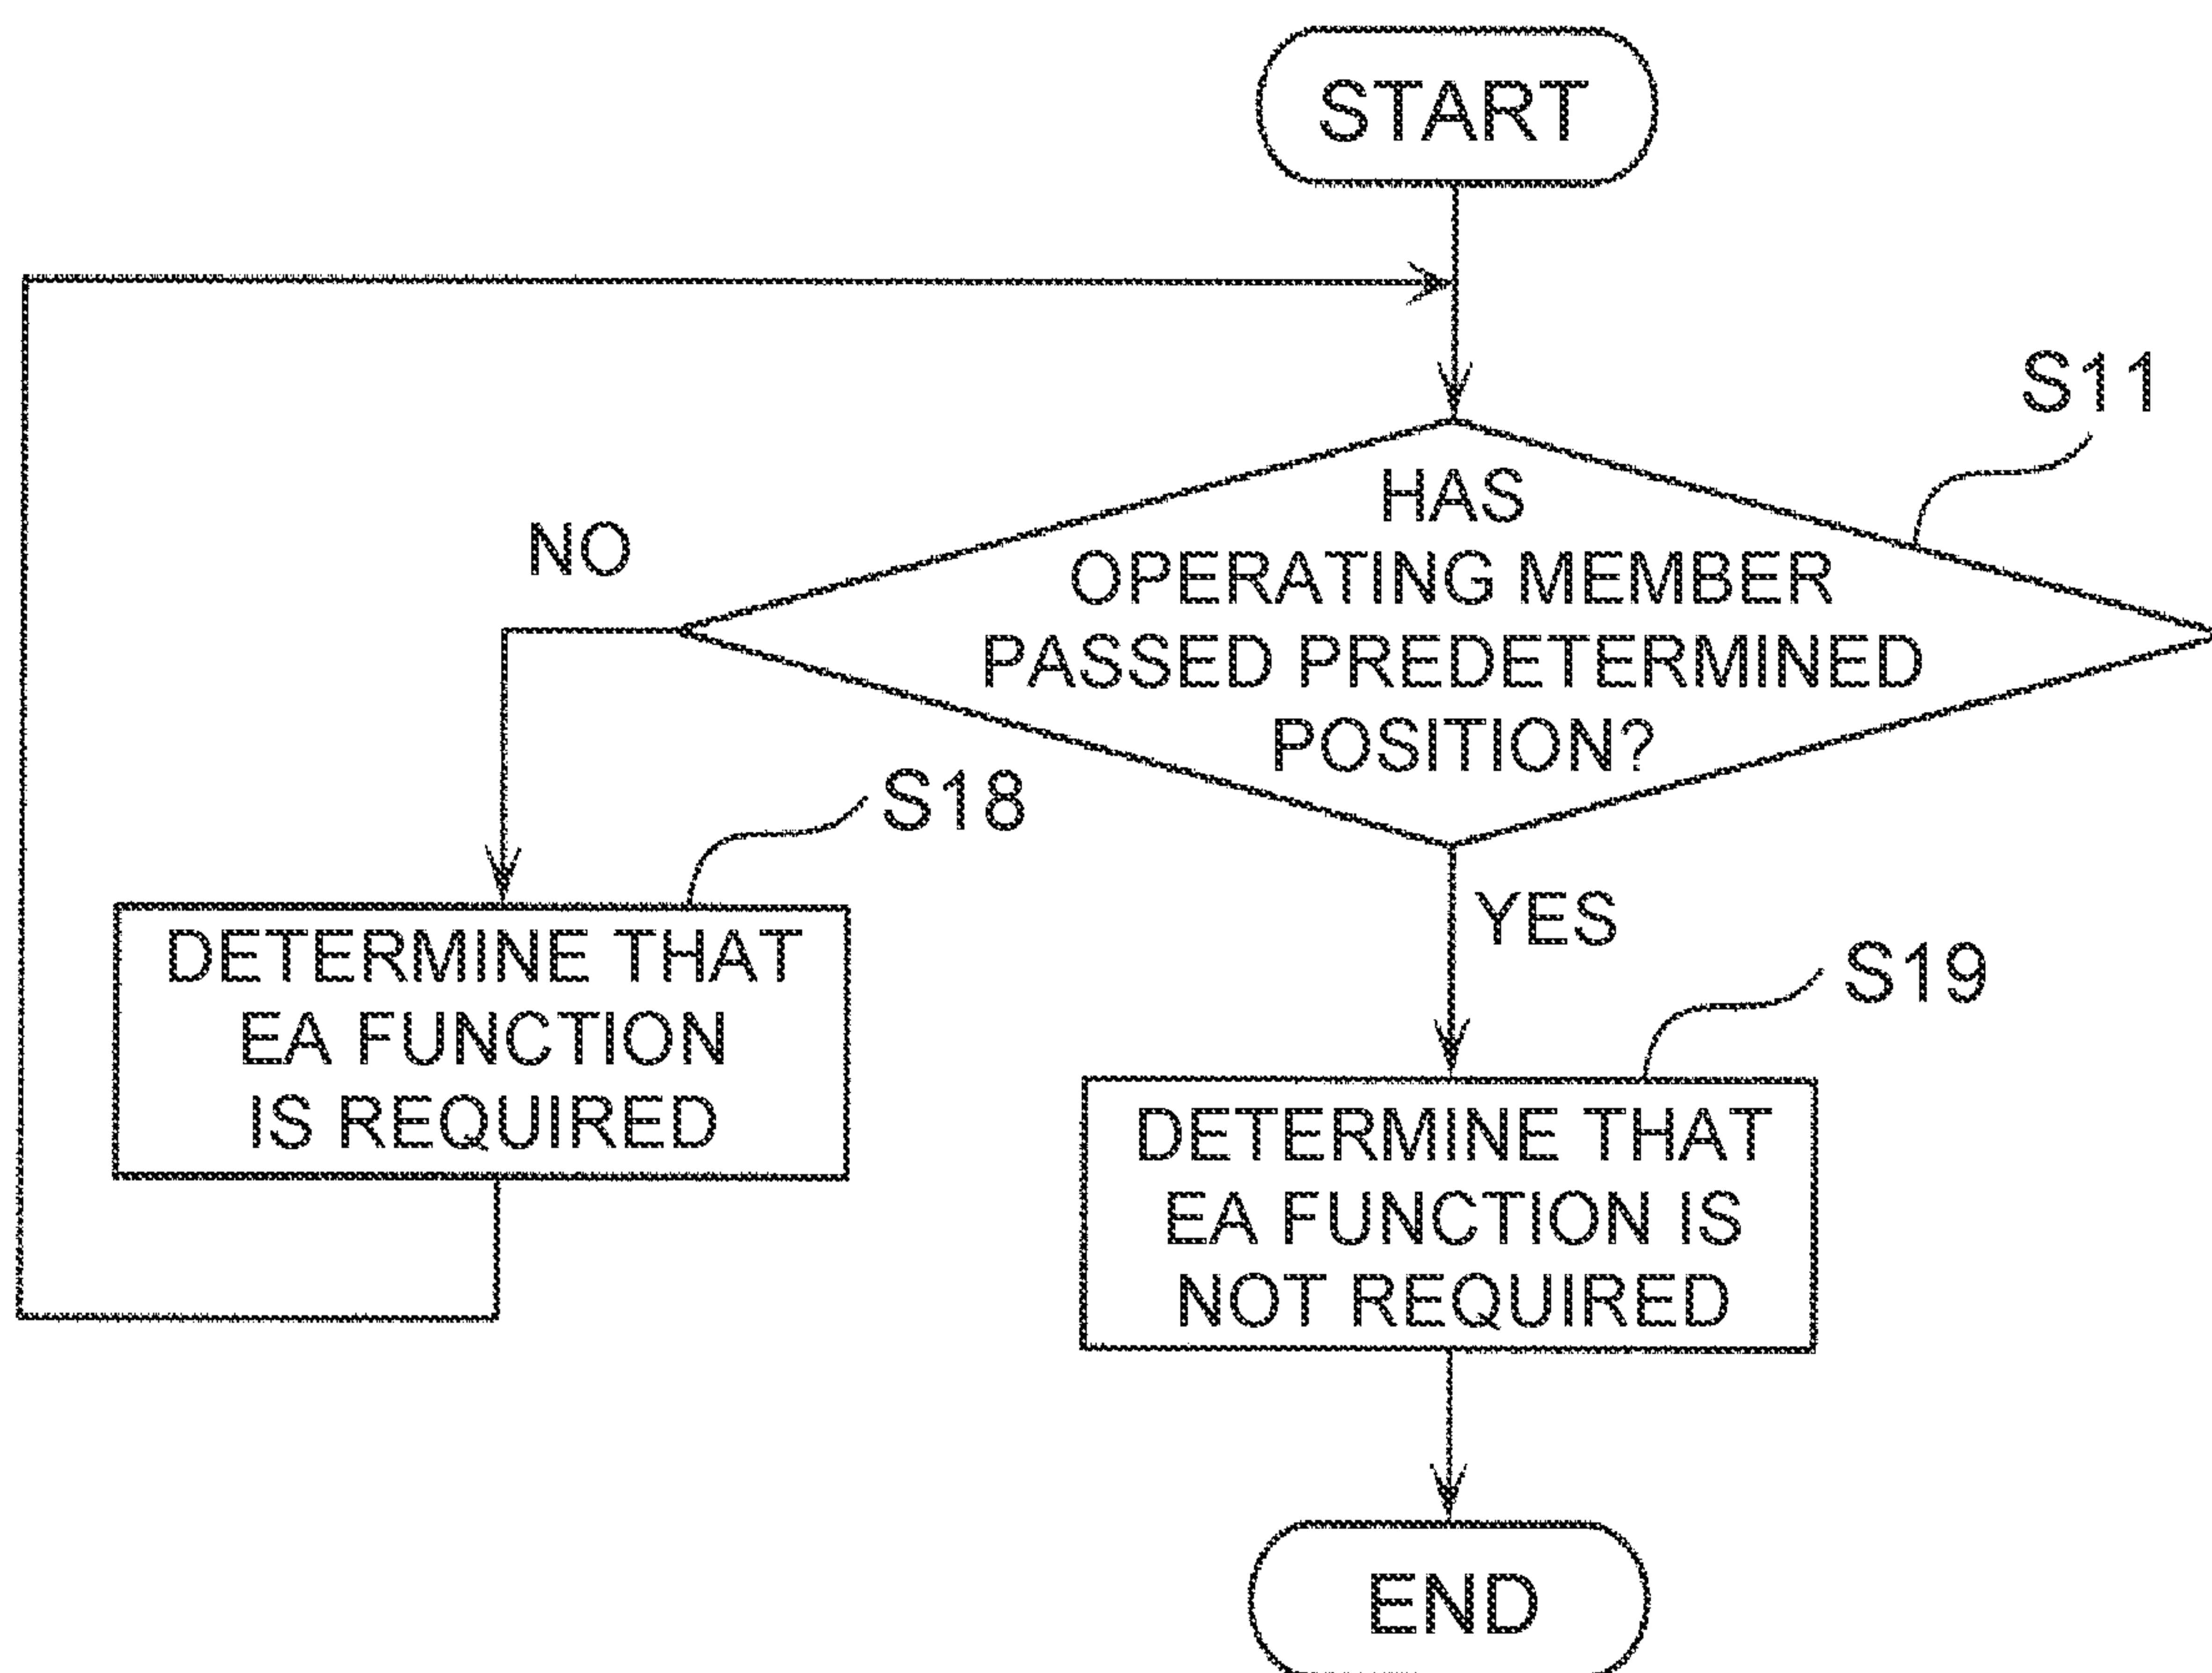 START
S11
HAS
OPERATING MEMBER
PASSED PREDETERMINED
POSITION?
NO
S18
DETERMINE THAT
EA FUNCTION
IS REQUIRED
YES
S19
DETERMINE THAT
EA FUNCTION IS
NOT REQUIRED
END